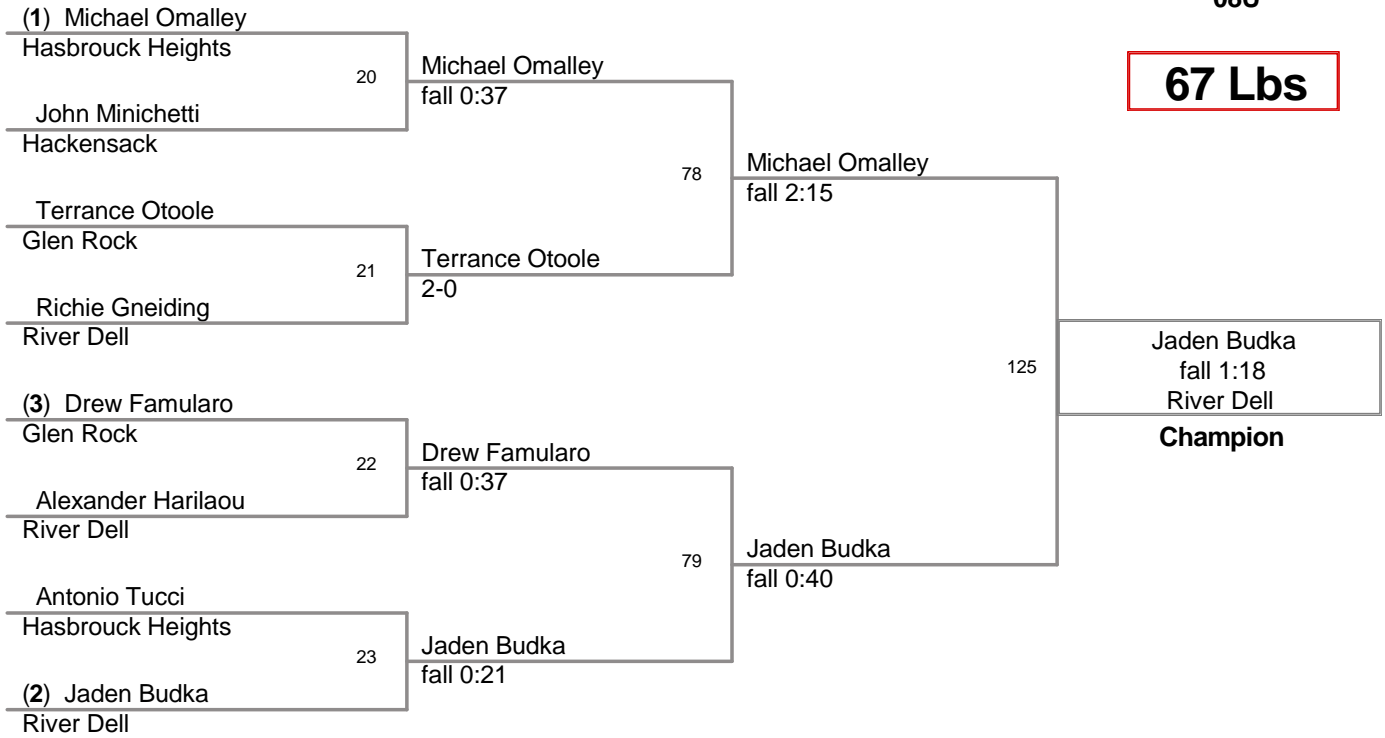 08U
67 Lbs
(1) Michael Omalley
Hasbrouck Heights
20
John Minichetti
Hackensack
Michael Omalley
fall 0:37
Terrance Otoole
Glen Rock
21
Richie Gneiding
River Dell
Terrance Otoole
2-0
78
Michael Omalley
fall 2:15
(3) Drew Famularo
Glen Rock
22
Alexander Harilaou
River Dell
Drew Famularo
fall 0:37
Antonio Tucci
Hasbrouck Heights
23
(2) Jaden Budka
River Dell
Jaden Budka
fall 0:21
79
Jaden Budka
fall 0:40
125
Jaden Budka
fall 1:18
River Dell
Champion